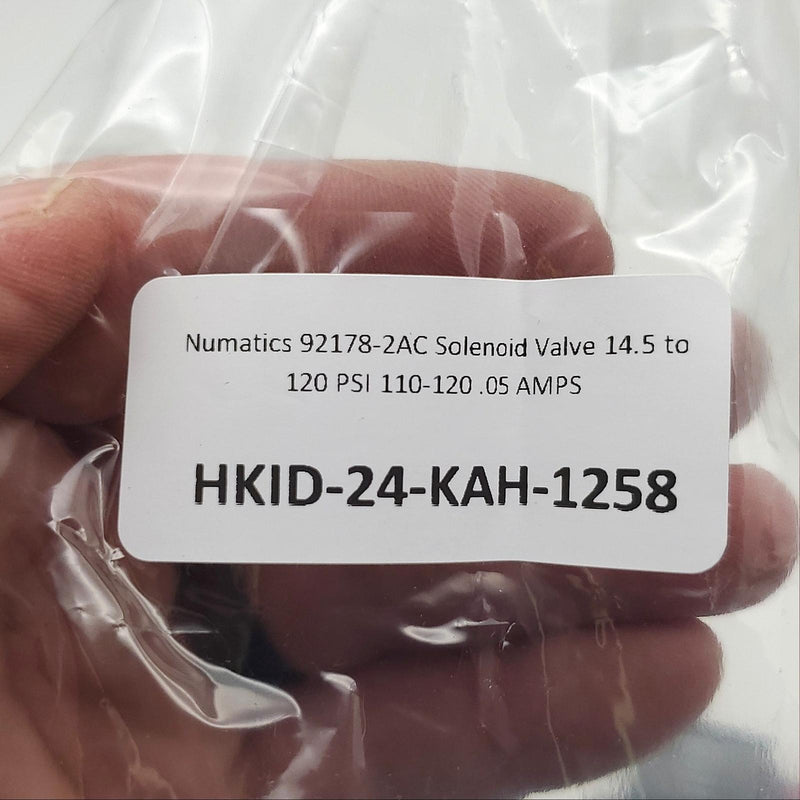 Numatics 92178-2AC Solenoid Valve 14.5 to
120 PSI 110-120 .05 AMPS
HKID-24-KAH-1258